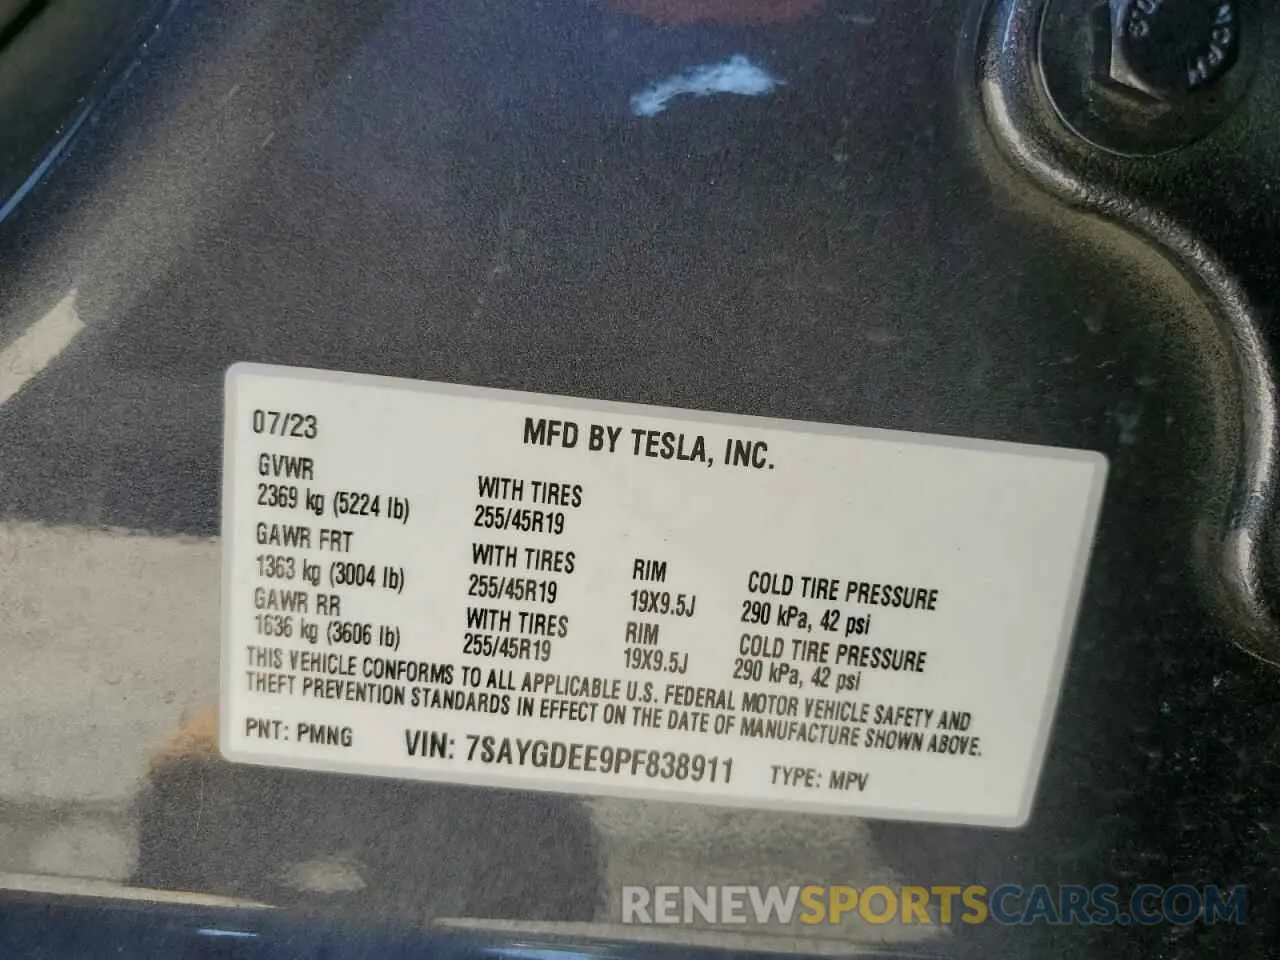 07/23
MFD BY TESLA, INC.
GVWR
2369 kg (5224 lb)
WITH TIRES
255/45R19
GAWR FRT
1363 kg (3004 lb)
WITH TIRES
255/45R19
RIM
19X9.5J
COLD TIRE PRESSURE
290 kPa, 42 psi
GAWR RR
1636 kg (3606 lb)
WITH TIRES
255/45R19
RIM
19X9.5J
COLD TIRE PRESSURE
290 kPa, 42 psi
THIS VEHICLE CONFORMS TO ALL APPLICABLE U.S. FEDERAL MOTOR VEHICLE SAFETY AND
THEFT PREVENTION STANDARDS IN EFFECT ON THE DATE OF MANUFACTURE SHOWN ABOVE.
PNT: PMNG VIN: 7SAYGDEE9PF838911 TYPE: MPV
RENEWSPORTSCARS.COM